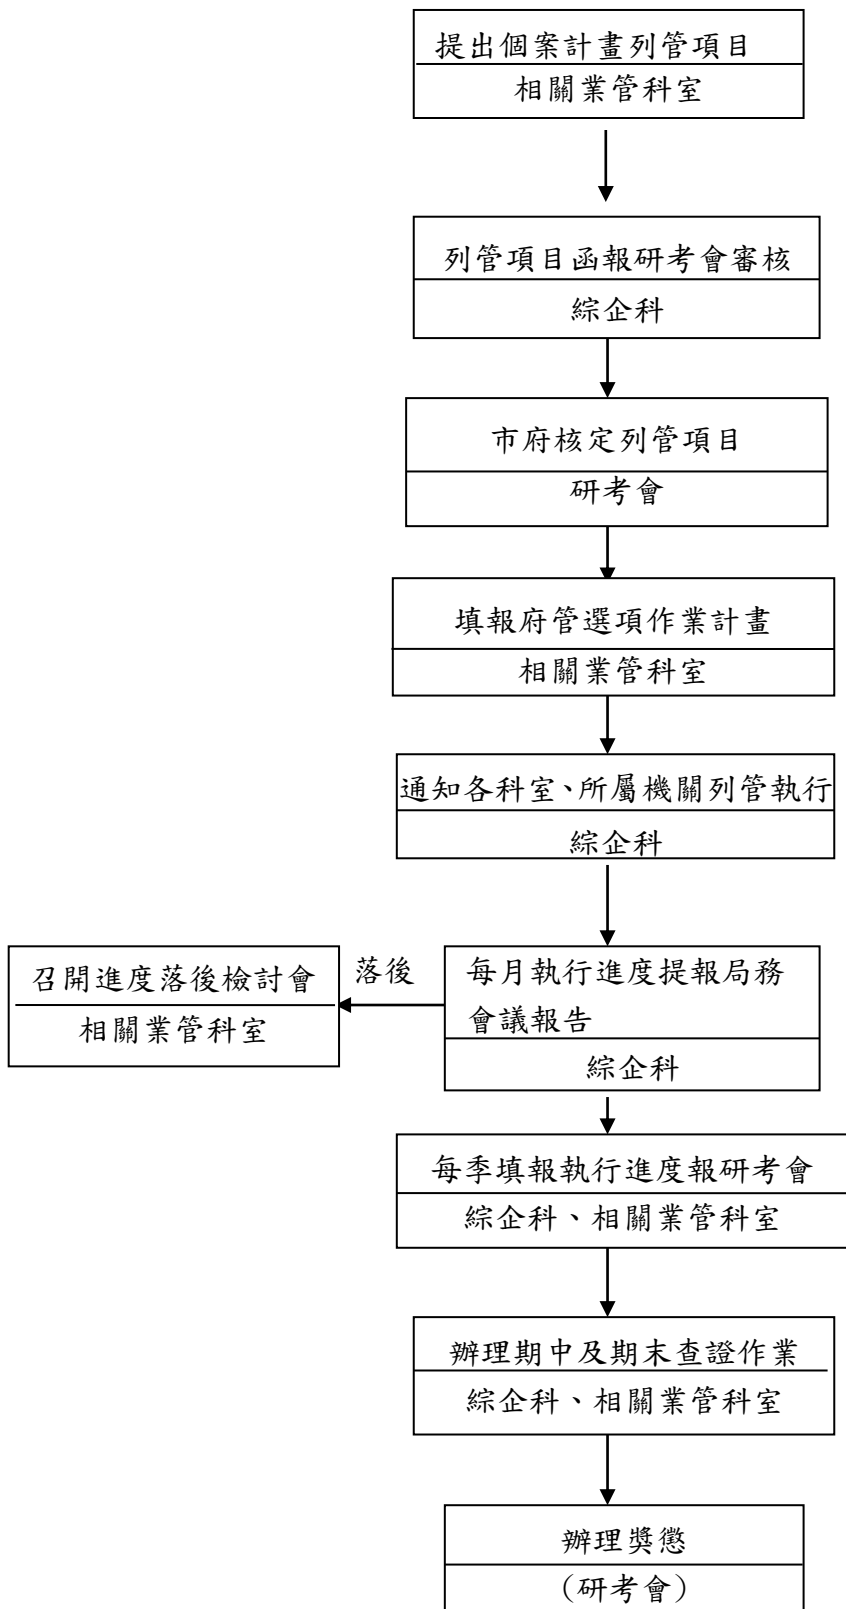 提出個案計畫列管項目
相關業管科室
列管項目函報研考會審核
綜企科
市府核定列管項目
研考會
填報府管選項作業計畫
相關業管科室
通知各科室、所屬機關列管執行
綜企科
每月執行進度提報局務
會議報告
綜企科
落後
召開進度落後檢討會
相關業管科室
每季填報執行進度報研考會
綜企科、相關業管科室
辦理期中及期末查證作業
綜企科、相關業管科室
辦理獎懲
(研考會)